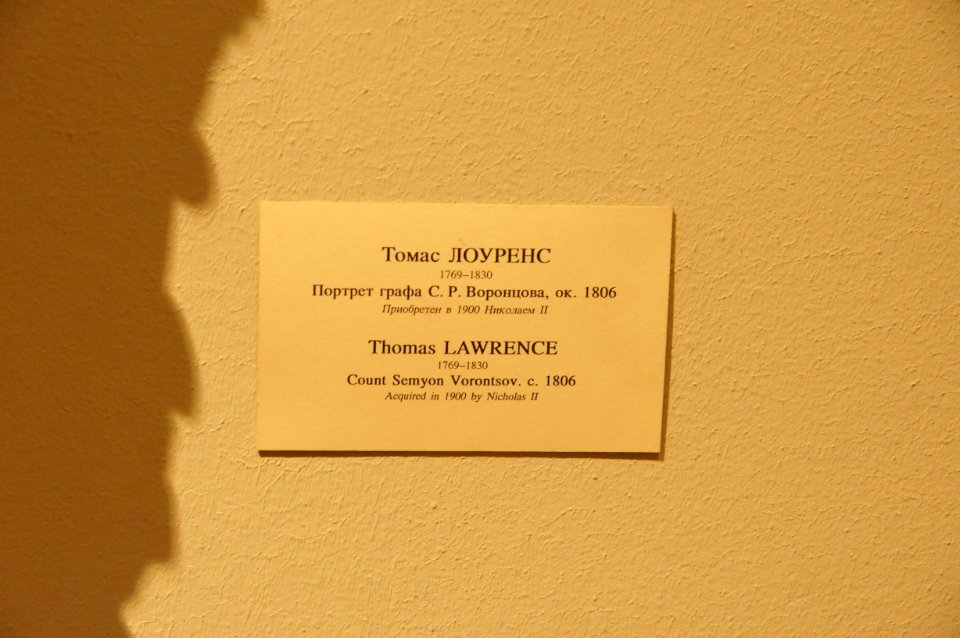 Томас ЛОУРЕНС
1769–1830
Портрет графа С. Р. Воронцова, ок. 1806
Приобретен в 1900 Николаем II
Thomas LAWRENCE
1769–1830
Count Semyon Vorontsov. c. 1806
Acquired in 1900 by Nicholas II